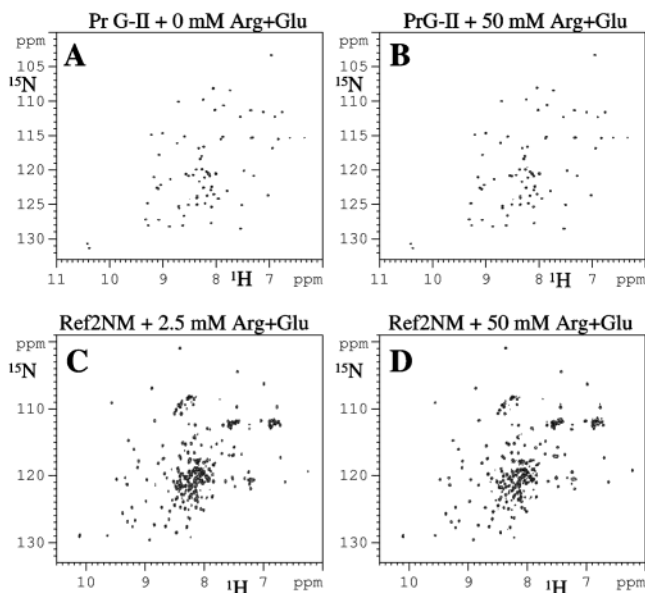 Pr G-II + 0 mM Arg+Glu
PrG-II + 50 mM Arg+Glu
ppm
A
15N
105
110
115
120
125
130
11 10 9 8 7
1H
ppm
ppm
B
15N
105
110
115
120
125
130
11 10 9 8 7
1H
ppm
Ref2NM + 2.5 mM Arg+Glu
Ref2NM + 50 mM Arg+Glu
ppm
C
15N
110
120
130
10 9 8 7
1H
ppm
ppm
D
15N
110
120
130
10 9 8 7
1H
ppm